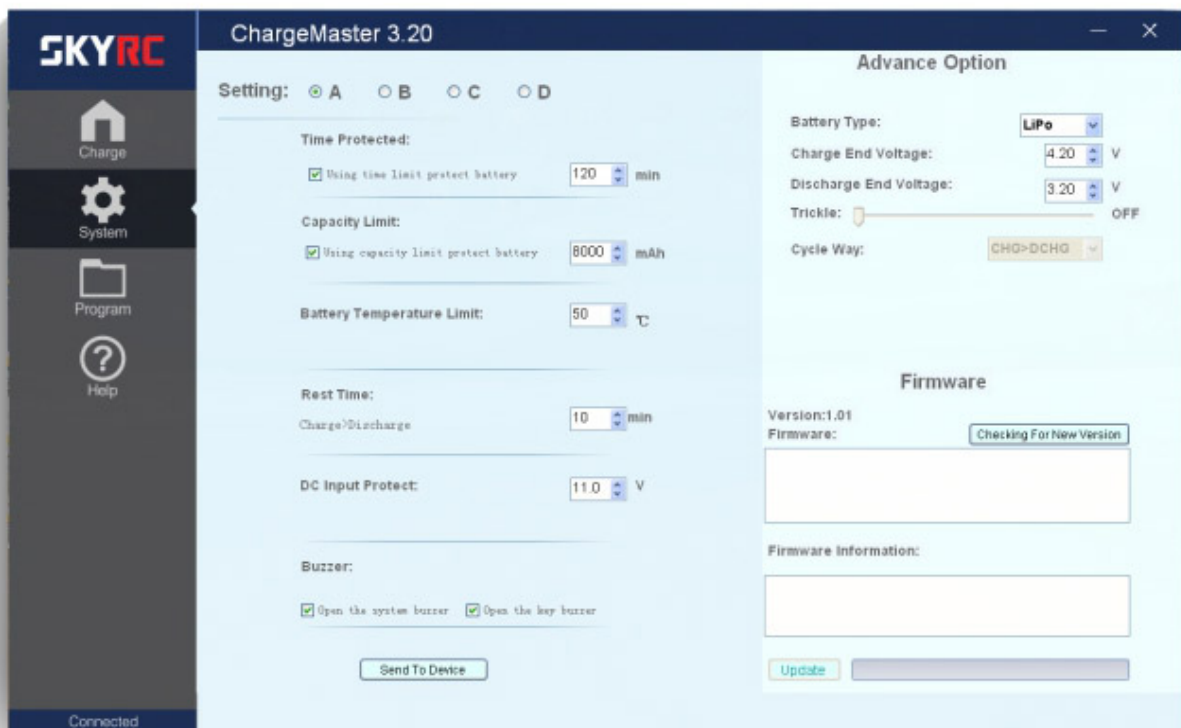 SKYRC
ChargeMaster 3.20
Charge
System
Program
Help
Connected
Setting: A B C D
Time Protected:
Using time limit protect battery 120 min
Capacity Limit:
Using capacity limit protect battery 8000 mAh
Battery Temperature Limit: 50 ℃
Rest Time:
Charge>Discharge 10 min
DC Input Protect: 11.0 V
Buzzer:
Open the system buzzer Open the key buzzer
Send To Device
Advance Option
Battery Type: LiPo
Charge End Voltage: 4.20 V
Discharge End Voltage: 3.20 V
Trickle: OFF
Cycle Way: CHG>DCHG
Firmware
Version:1.01
Firmware: Checking For New Version
Firmware Information:
Update